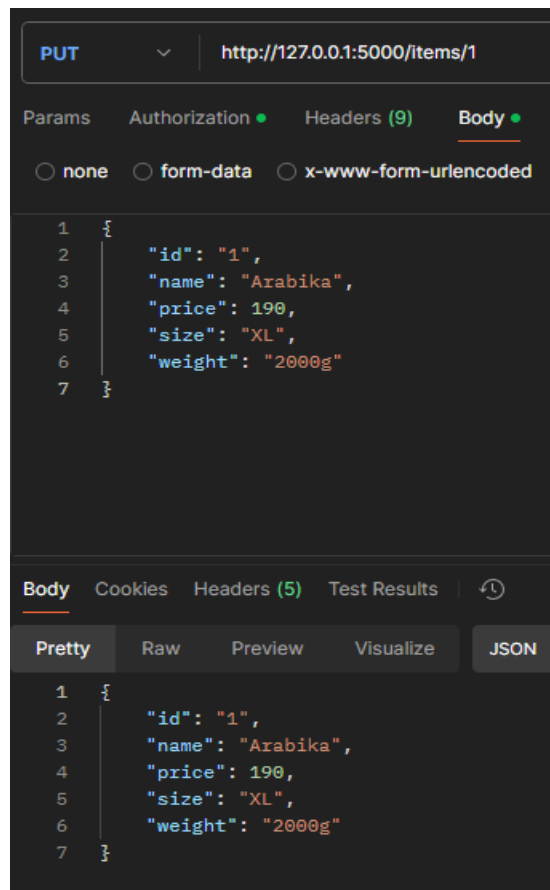 PUT http://127.0.0.1:5000/items/1
Params Authorization Headers (9) Body
none form-data x-www-form-urlencoded
1 {
2 "id": "1",
3 "name": "Arabika",
4 "price": 190,
5 "size": "XL",
6 "weight": "2000g"
7 }
Body Cookies Headers (5) Test Results
Pretty Raw Preview Visualize JSON
1 {
2 "id": "1",
3 "name": "Arabika",
4 "price": 190,
5 "size": "XL",
6 "weight": "2000g"
7 }